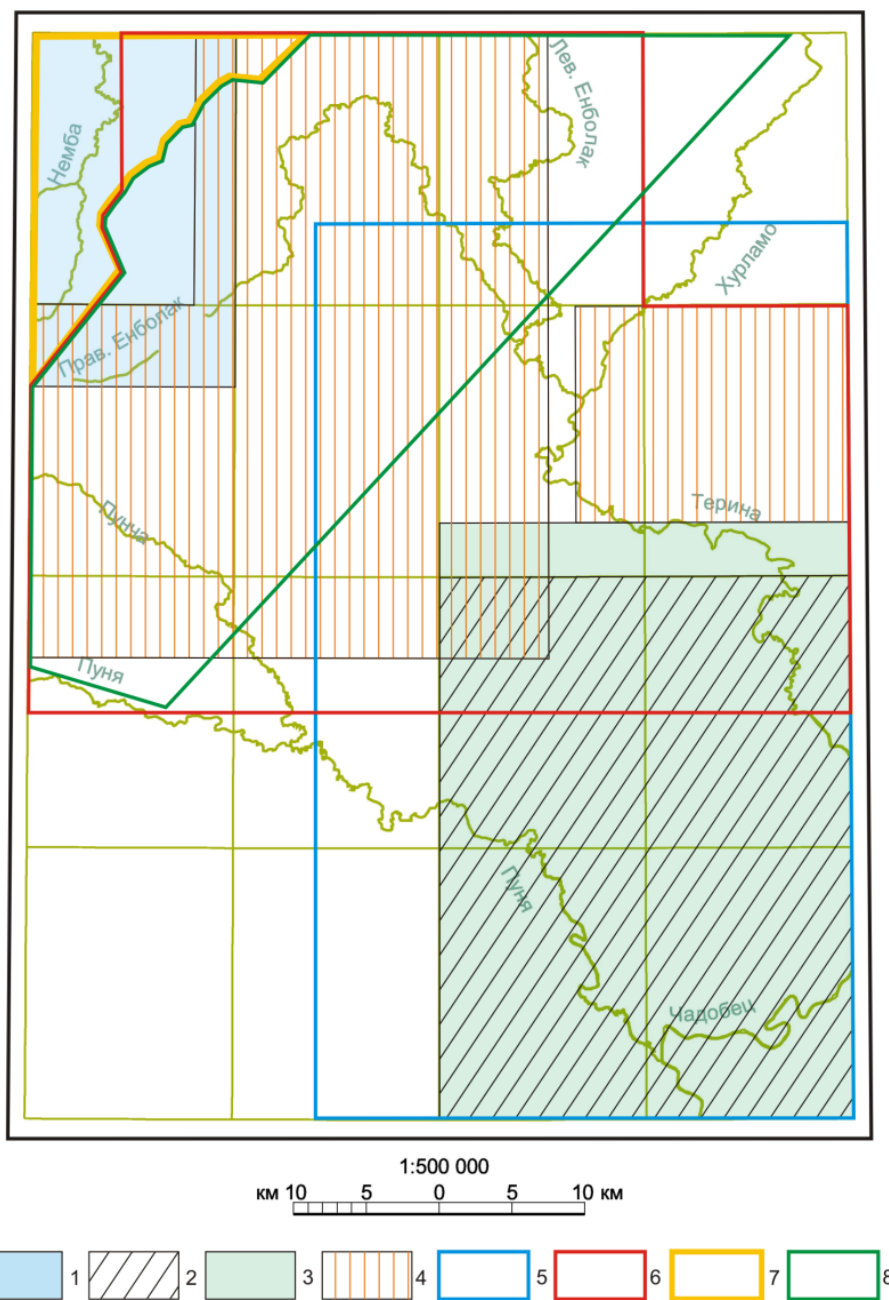 Немба
Лев. Енболак
Хурламо
Прав. Енболак
Пунча
Терина
Пуня
Пуня
Чадобец
1:500 000
км 10 5 0 5 10 км
1 2 3 4 5 6 7 8